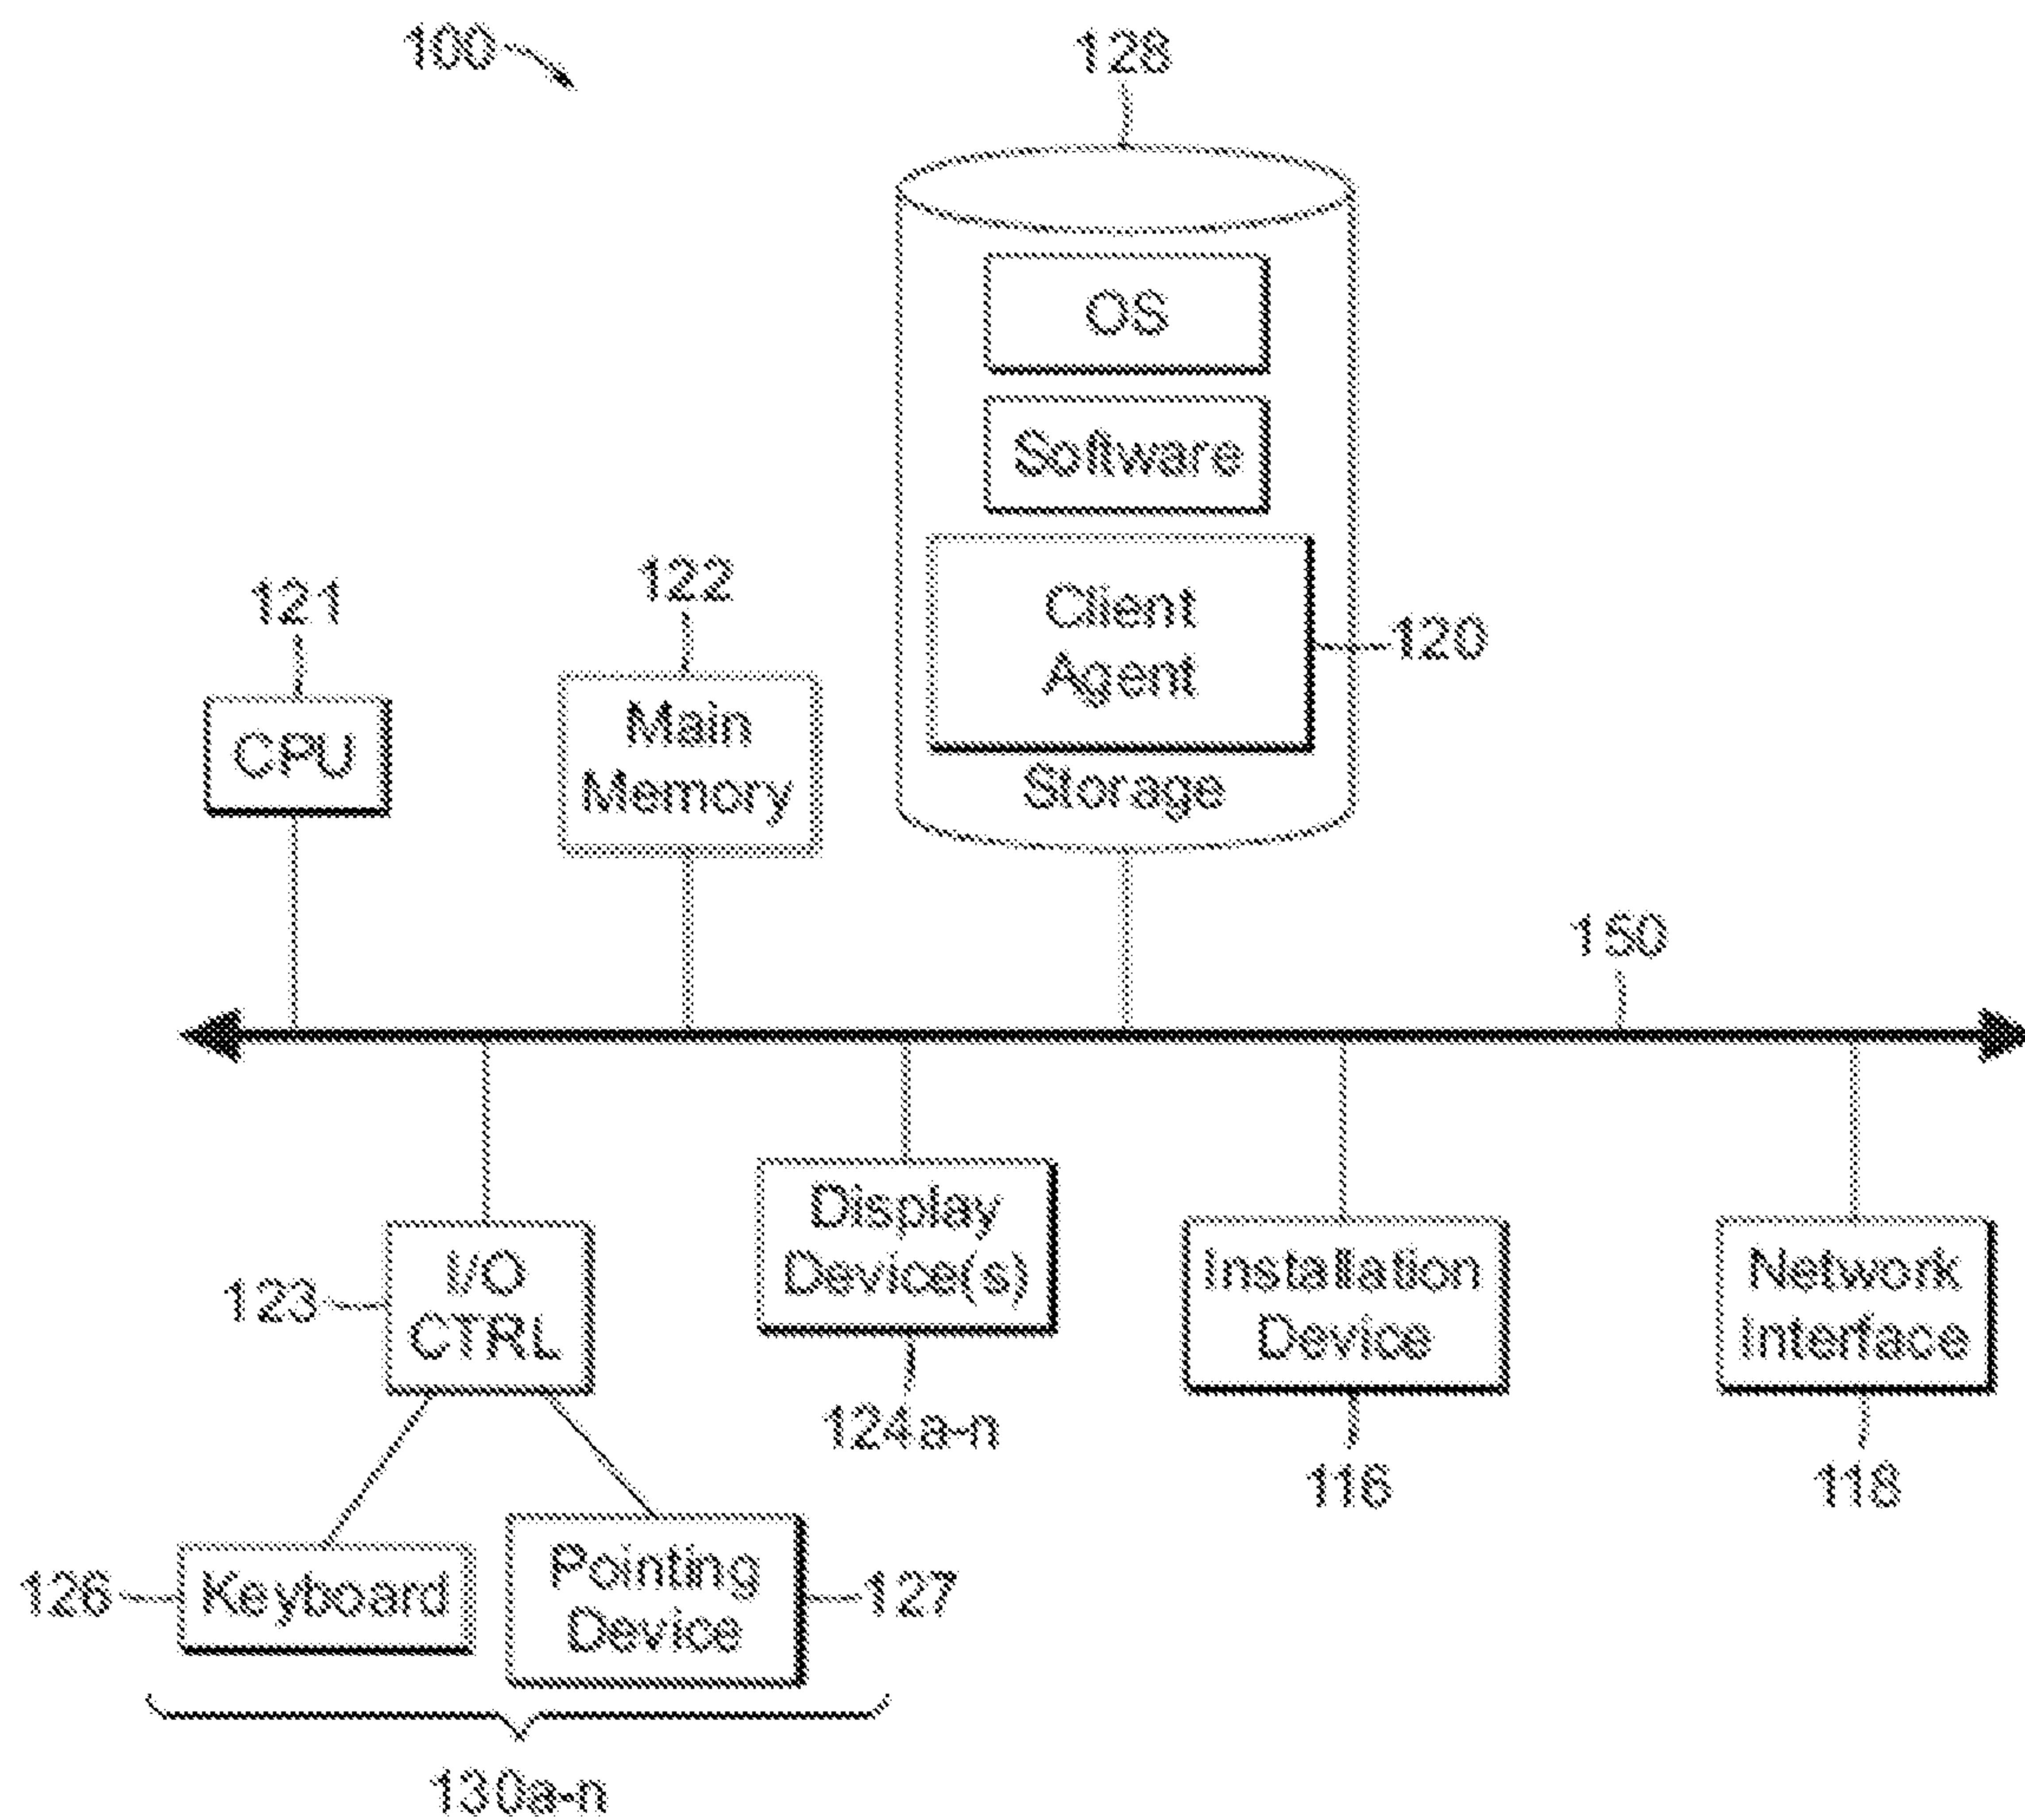 100
128
OS
Software
Client
Agent
120
Storage
121
CPU
122
Main
Memory
150
123
I/O
CTRL
Display
Device(s)
124a-n
Installation
Device
116
Network
Interface
118
126
Keyboard
Pointing
Device
127
130a-n